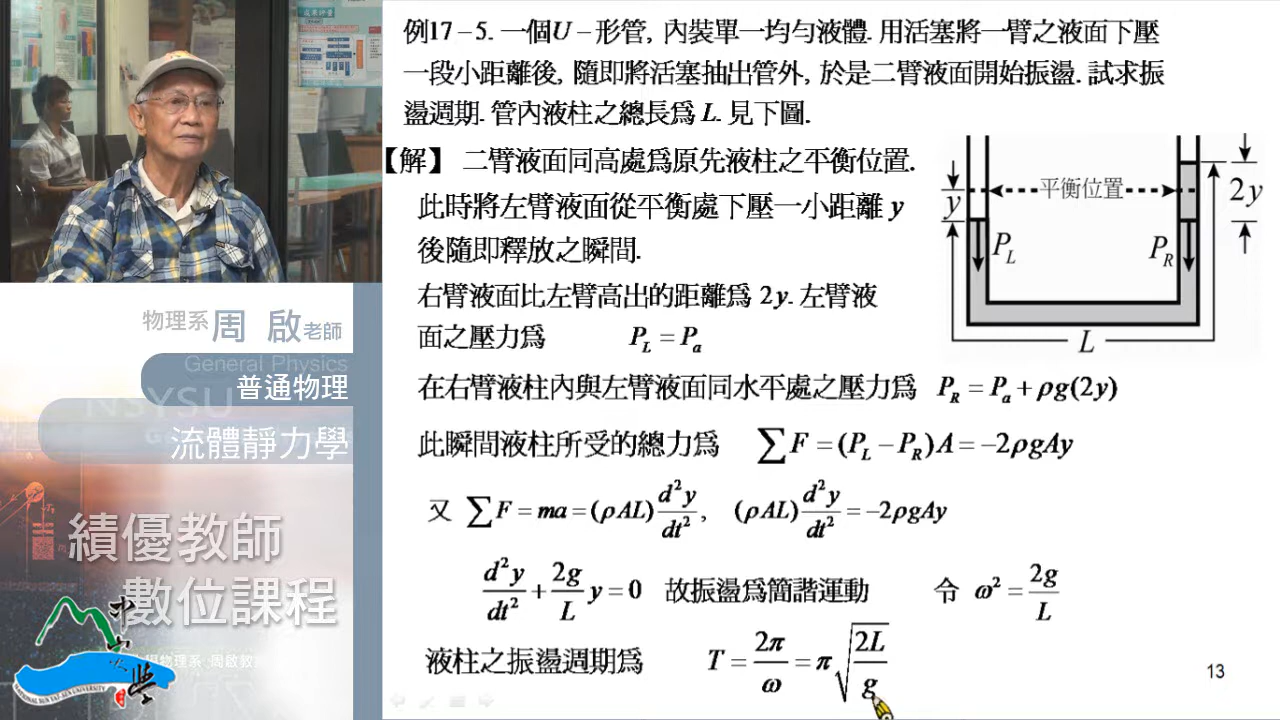 例17－5. 一個U－形管, 內裝單一均勻液體. 用活塞將一臂之液面下壓
一段小距離後, 隨即將活塞抽出管外, 於是二臂液面開始振盪. 試求振
盪週期. 管內液柱之總長為 L. 見下圖.
【解】 二臂液面同高處為原先液柱之平衡位置.
此時將左臂液面從平衡處下壓一小距離 y
後隨即釋放之瞬間.
右臂液面比左臂高出的距離為 2y. 左臂液
面之壓力為 P_L = P_a
平衡位置
y
2y
P_L
P_R
L
在右臂液柱內與左臂液面同水平處之壓力為 P_R = P_a + ρg(2y)
此瞬間液柱所受的總力為 ∑F = (P_L − P_R)A = −2ρgAy
又 ∑F = ma = (ρAL) d²y/dt², (ρAL) d²y/dt² = −2ρgAy
d²y/dt² + 2g/L y = 0 故振盪為簡諧運動 令 ω² = 2g/L
液柱之振盪週期為 T = 2π/ω = π√(2L/g)
13
物理系周 啟老師
General Physics
普通物理
NSYSU
流體靜力學
績優教師
數位課程